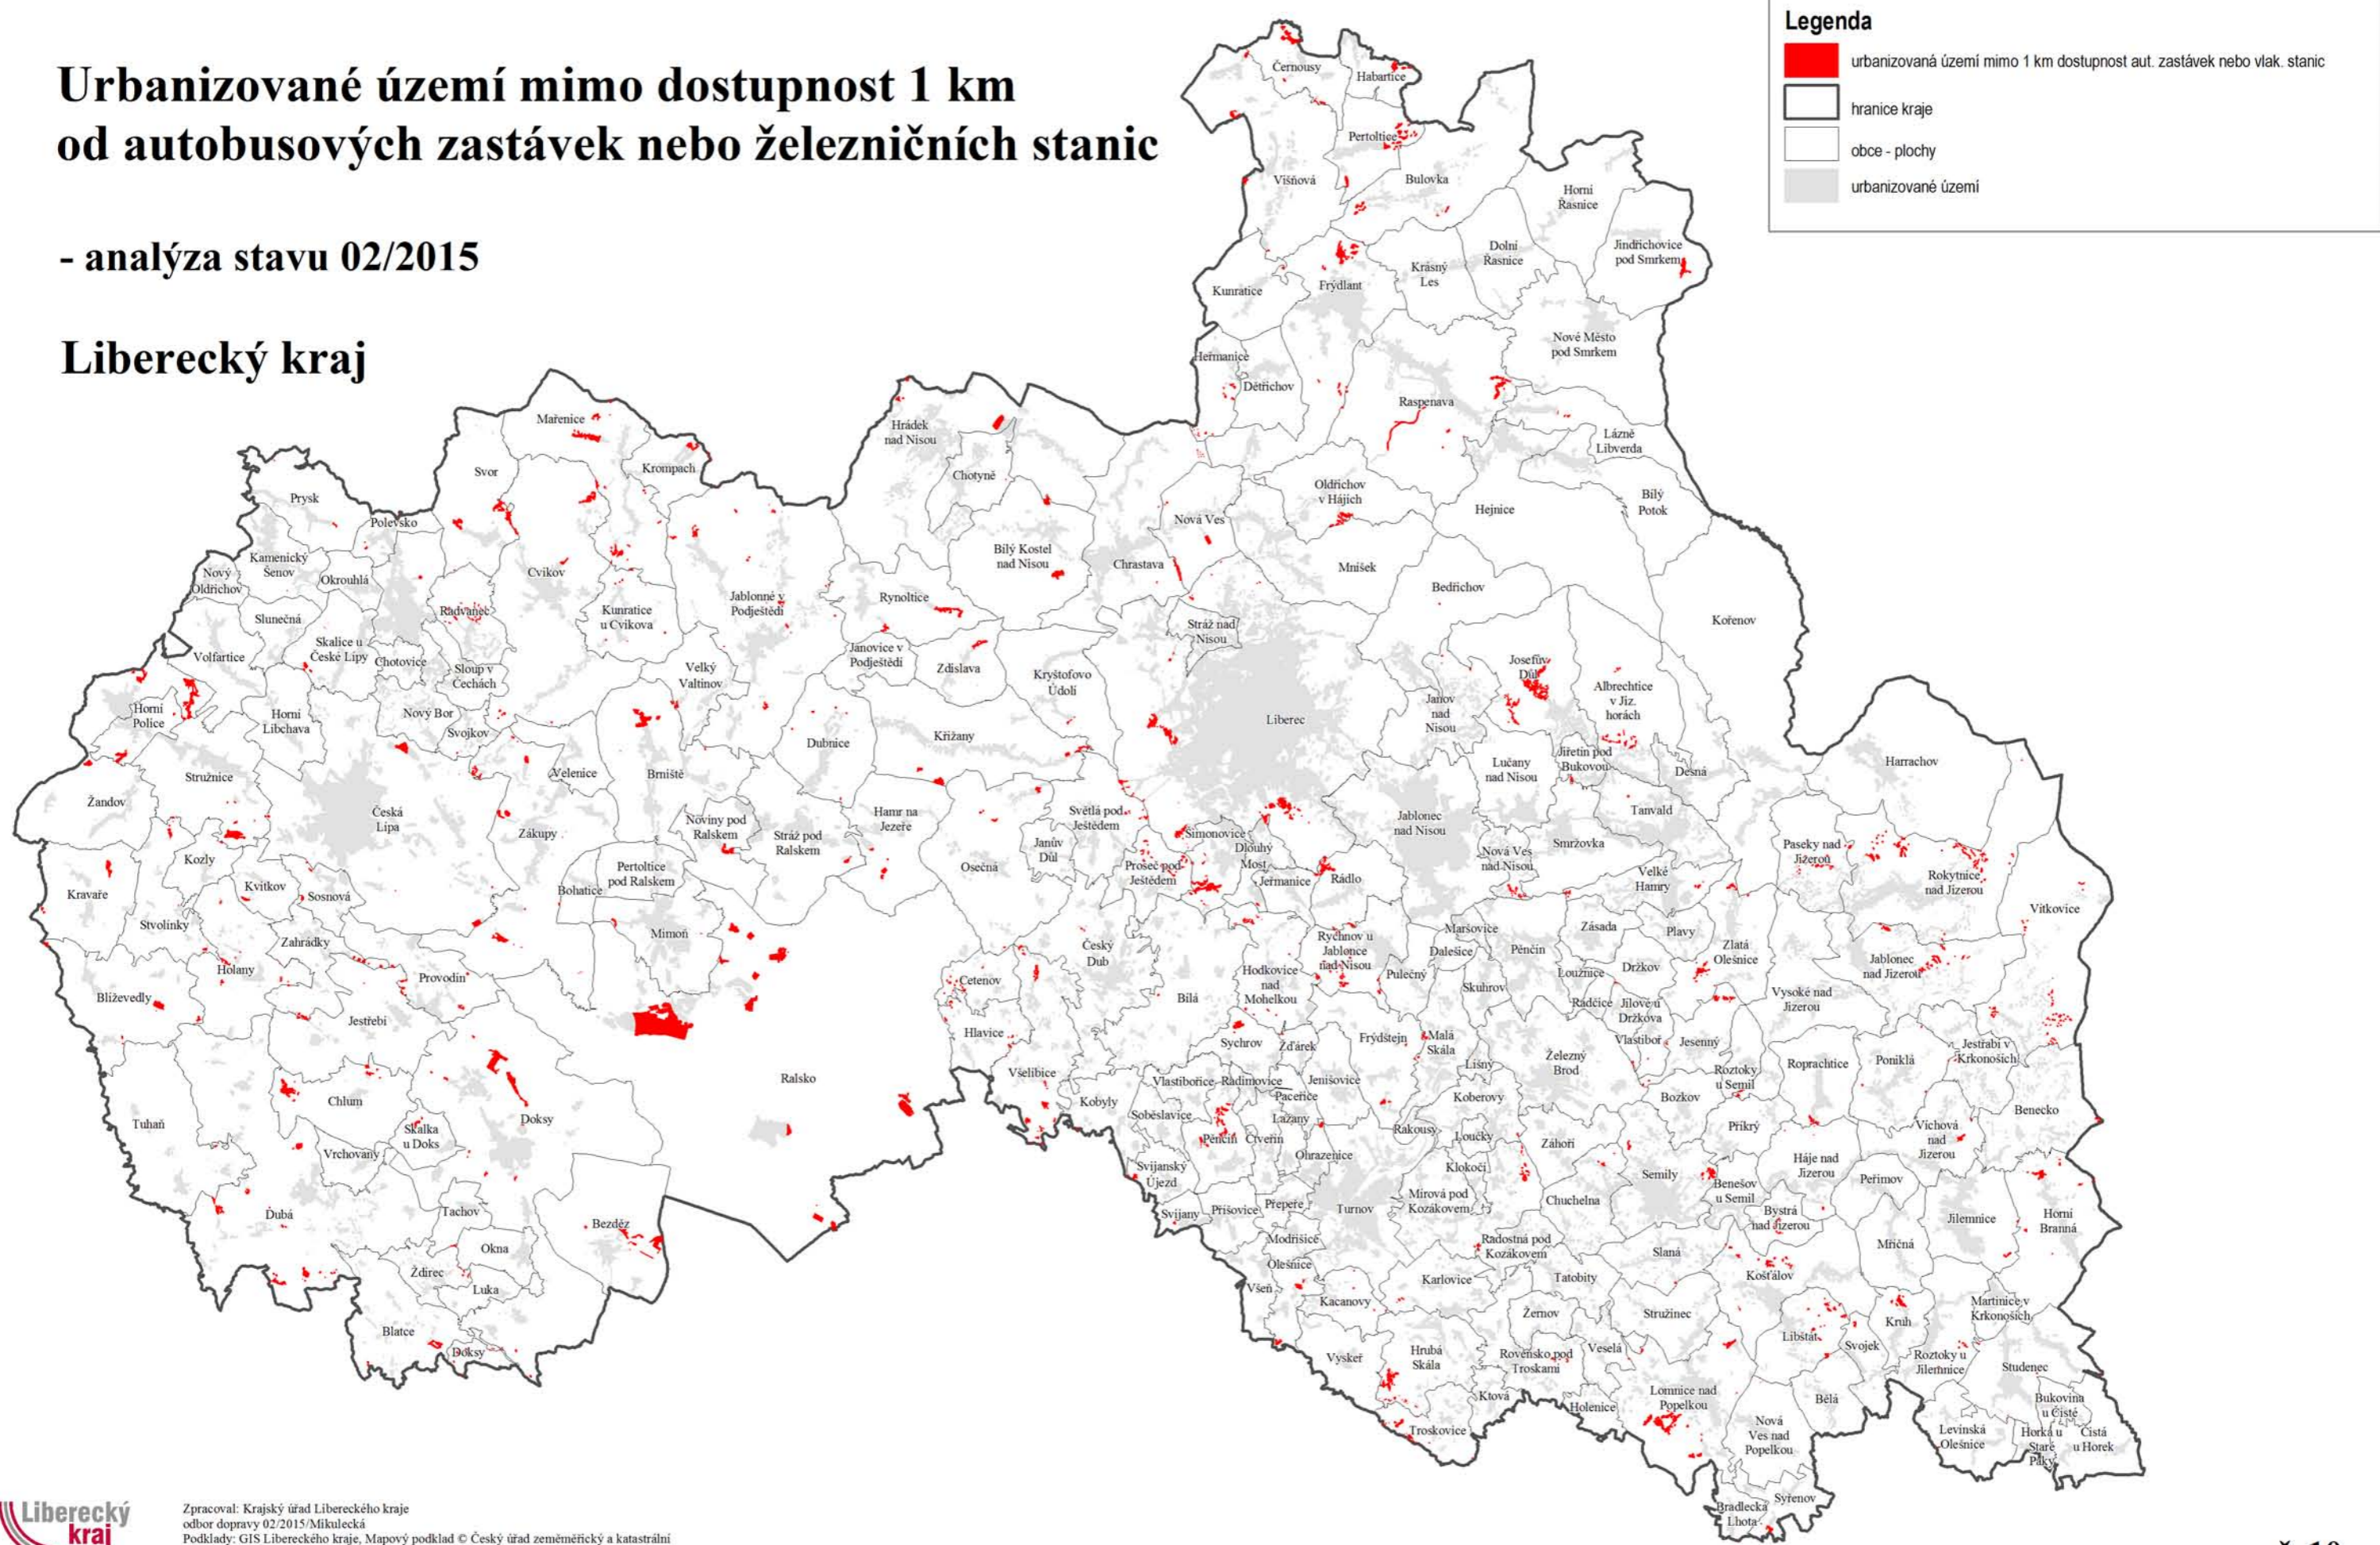 Urbanizované území mimo dostupnost 1 km
od autobusových zastávek nebo železničních stanic
- analýza stavu 02/2015
Liberecký kraj
Legenda
urbanizovaná území mimo 1 km dostupnost aut. zastávek nebo vlak. stanic
hranice kraje
obce - plochy
urbanizované území
Černousy
Habartice
Pertoltice
Višňová
Bulovka
Horní
Řasnice
Jindřichovice
pod Smrkem
Dolní
Řasnice
Krásný
Les
Kunratice
Frýdlant
Nové Město
pod Smrkem
Heřmanice
Dětřichov
Raspenava
Lázně
Libverda
Bílý
Potok
Hejnice
Oldřichov
v Hájích
Mařenice
Hrádek
nad Nisou
Svor
Krompach
Chotyně
Prysk
Polevsko
Nová Ves
Kamenický
Šenov
Nový
Oldřichov
Okrouhlá
Cvikov
Bílý Kostel
nad Nisou
Chrastava
Mníšek
Bedřichov
Slunečná
Radvanec
Kunratice
u Cvikova
Jablonné v
Podještědí
Rynoltice
Stráž nad
Nisou
Kořenov
Volfartice
Skalice u
České Lípy
Chotovice
Sloup v
Čechách
Velký
Valtinov
Janovice v
Podještědí
Zdislava
Kryštofovo
Údolí
Josefův
Důl
Albrechtice
v Jiz.
horách
Horní
Police
Horní
Libchava
Nový Bor
Svojkov
Dubnice
Křižany
Liberec
Janov
nad
Nisou
Stružnice
Velenice
Brniště
Lučany
nad Nisou
Jiřetín pod
Bukovou
Desná
Harrachov
Žandov
Česká
Lípa
Zákupy
Noviny pod
Ralskem
Stráž pod
Ralskem
Hamr na
Jezeře
Světlá pod
Ještědem
Šimonovice
Jablonec
nad Nisou
Tanvald
Kozly
Kravaře
Kvítkov
Sosnová
Bohatice
Pertoltice
pod Ralskem
Osečná
Janův
Důl
Proseč pod
Ještědem
Dlouhý
Most
Jeřmanice
Rádlo
Nová Ves
nad Nisou
Smržovka
Velké
Hamry
Paseky nad
Jizerou
Rokytnice
nad Jizerou
Vítkovice
Stvolínky
Zahrádky
Mimoň
Český
Dub
Rychnov u
Jablonce
nad Nisou
Maršovice
Dalešice
Pěnčín
Zásada
Plavy
Zlatá
Olešnice
Holany
Provodín
Cetenov
Bílá
Hodkovice
nad
Mohelkou
Pulečný
Skuhrov
Loužnice
Držkov
Jablonec
nad Jizerou
Blíževedly
Jestřebí
Hlavice
Sychrov
Žďárek
Frýdštejn
Malá
Skála
Radčice
Jílové u
Držkova
Vlastiboř
Jesenný
Vysoké nad
Jizerou
Jestřabí v
Krkonoších
Ralsko
Všelibice
Kobyly
Vlastibořice
Radimovice
Jenišovice
Paceřice
Líšný
Železný
Brod
Roztoky
u Semil
Roprachtice
Poniklá
Tuhaň
Chlum
Doksy
Skalka
u Doks
Soběslavice
Lažany
Koberovy
Bozkov
Benecko
Vrchovany
Pěnčín
Čtveřín
Rakousy
Loučky
Záhoří
Příkrý
Víchová
nad
Jizerou
Svijanský
Újezd
Ohrazenice
Klokočí
Semily
Háje nad
Jizerou
Peřimov
Dubá
Tachov
Bezděz
Svijany
Příšovice
Přepeře
Turnov
Mírová pod
Kozákovem
Chuchelna
Benešov
u Semil
Bystrá
nad Jizerou
Jilemnice
Horní
Branná
Okna
Modřišice
Radostná pod
Kozákovem
Slaná
Mříčná
Ždírec
Luka
Olešnice
Všeň
Karlovice
Tatobity
Košťálov
Kacanovy
Žernov
Stružinec
Kruh
Martinice v
Krkonoších
Blatce
Doksy
Vyskeř
Hrubá
Skála
Rovensko pod
Troskami
Veselá
Libštát
Svojek
Roztoky u
Jilemnice
Studenec
Ktová
Holenice
Lomnice nad
Popelkou
Bělá
Bukovina
u Čisté
Troskovice
Nová
Ves nad
Popelkou
Levínská
Olešnice
Horka u
Staré
Paky
Čistá
u Horek
Bradlecká
Lhota
Syřenov
Liberecký
kraj
Zpracoval: Krajský úřad Libereckého kraje
odbor dopravy 02/2015/Mikulecká
Podklady: GIS Libereckého kraje, Mapový podklad © Český úřad zeměměřický a katastrální